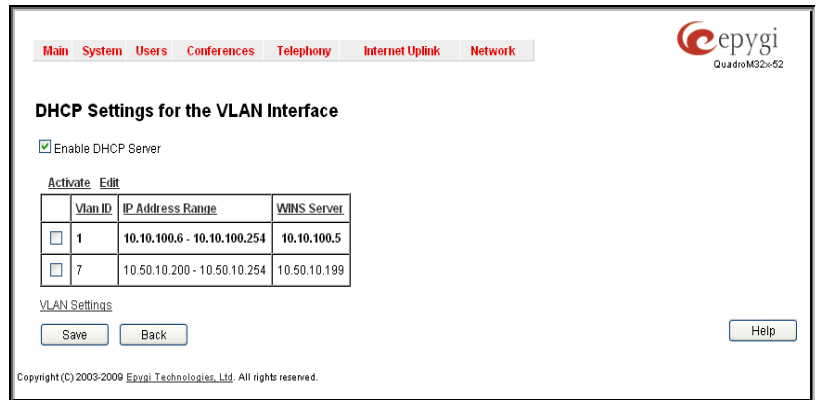 Main System Users Conferences Telephony Internet Uplink Network
epygi
QuadroM32x-52
DHCP Settings for the VLAN Interface
Enable DHCP Server
Activate Edit
Vlan ID IP Address Range WINS Server
1 10.10.100.6 - 10.10.100.254 10.10.100.5
7 10.50.10.200 - 10.50.10.254 10.50.10.199
VLAN Settings
Save Back Help
Copyright (C) 2003-2009 Epygi Technologies, Ltd. All rights reserved.